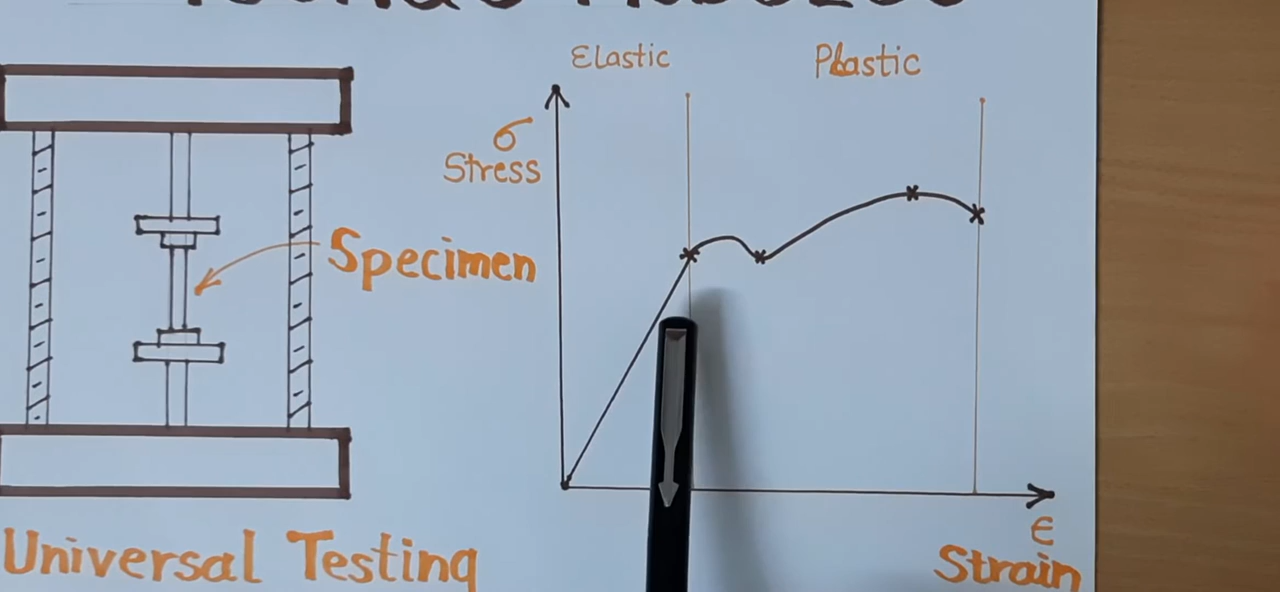 Elastic
Plastic
σ
Stress
Specimen
ε
Strain
Universal Testing